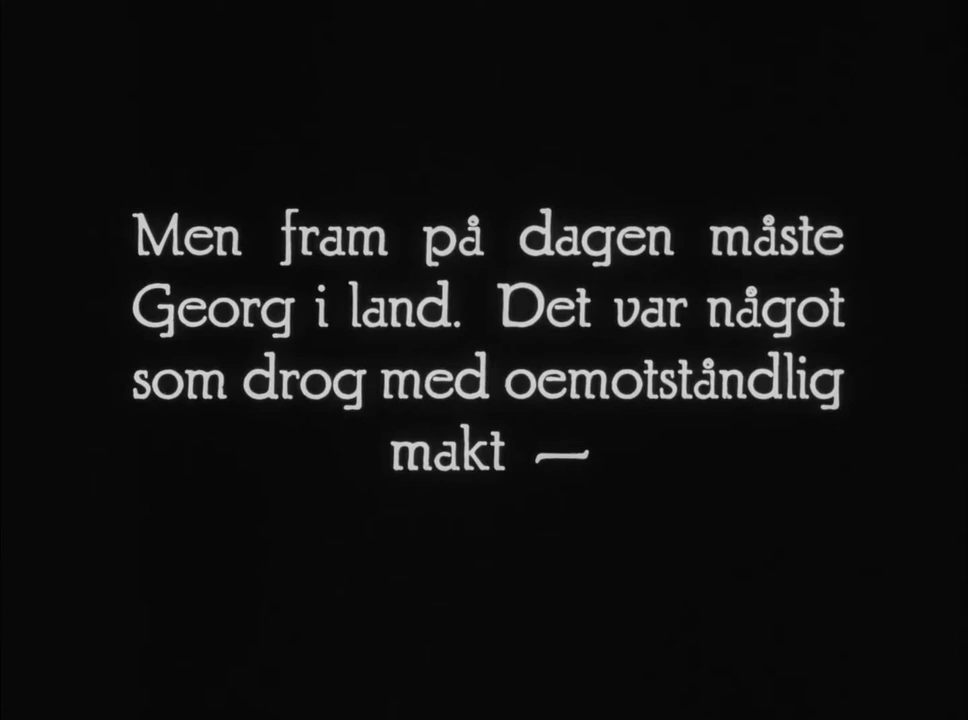 Men fram på dagen måste
Georg i land. Det var något
som drog med oemotståndlig
makt —